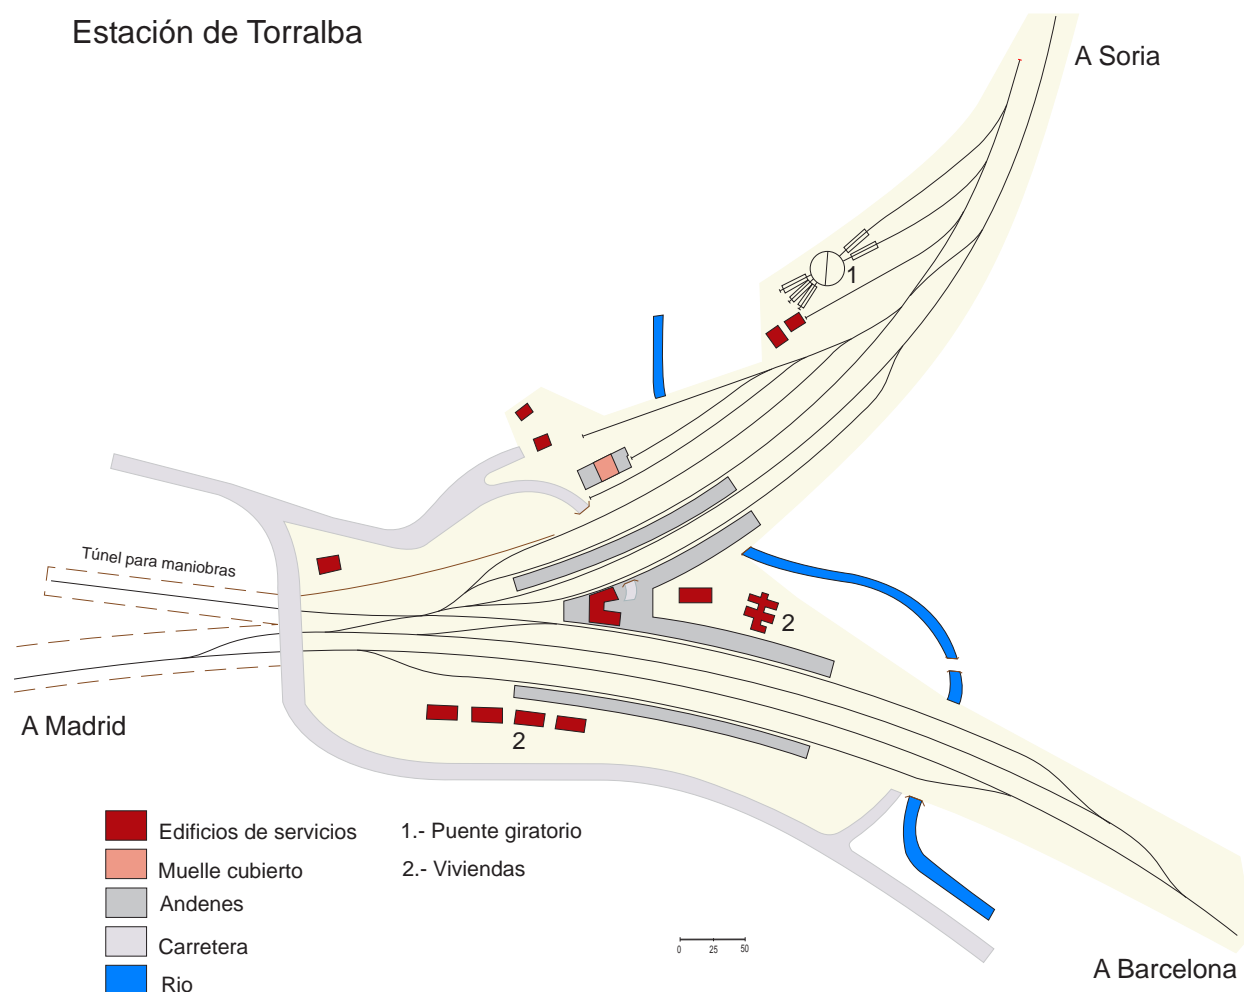 Estación de Torralba
A Soria
1
Túnel para maniobras
2
A Madrid
2
Edificios de servicios
1.- Puente giratorio
Muelle cubierto
2.- Viviendas
Andenes
Carretera
0 25 50
A Barcelona
Rio